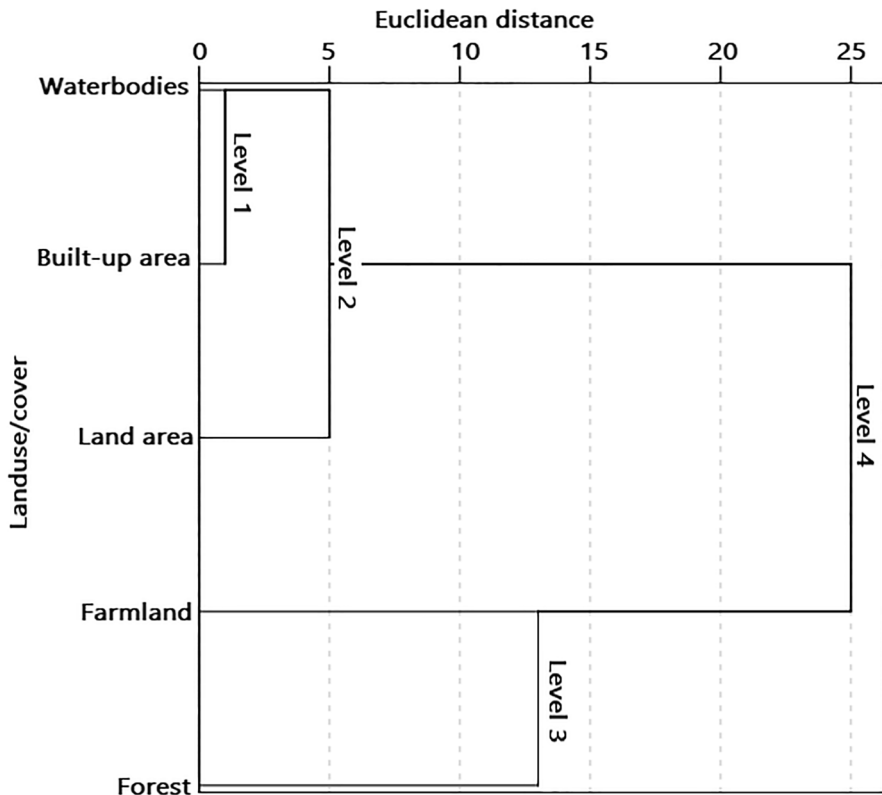 Euclidean distance
0 5 10 15 20 25
Waterbodies
Level 1
Built-up area
Level 2
Landuse/cover
Land area
Level 4
Farmland
Level 3
Forest